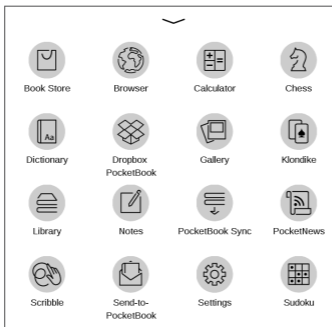 Book Store
Browser
Calculator
Chess
Aa
Dictionary
Dropbox
PocketBook
Gallery
Klondike
Library
Notes
PocketBook Sync
PocketNews
Scribble
Send-to-
PocketBook
Settings
Sudoku